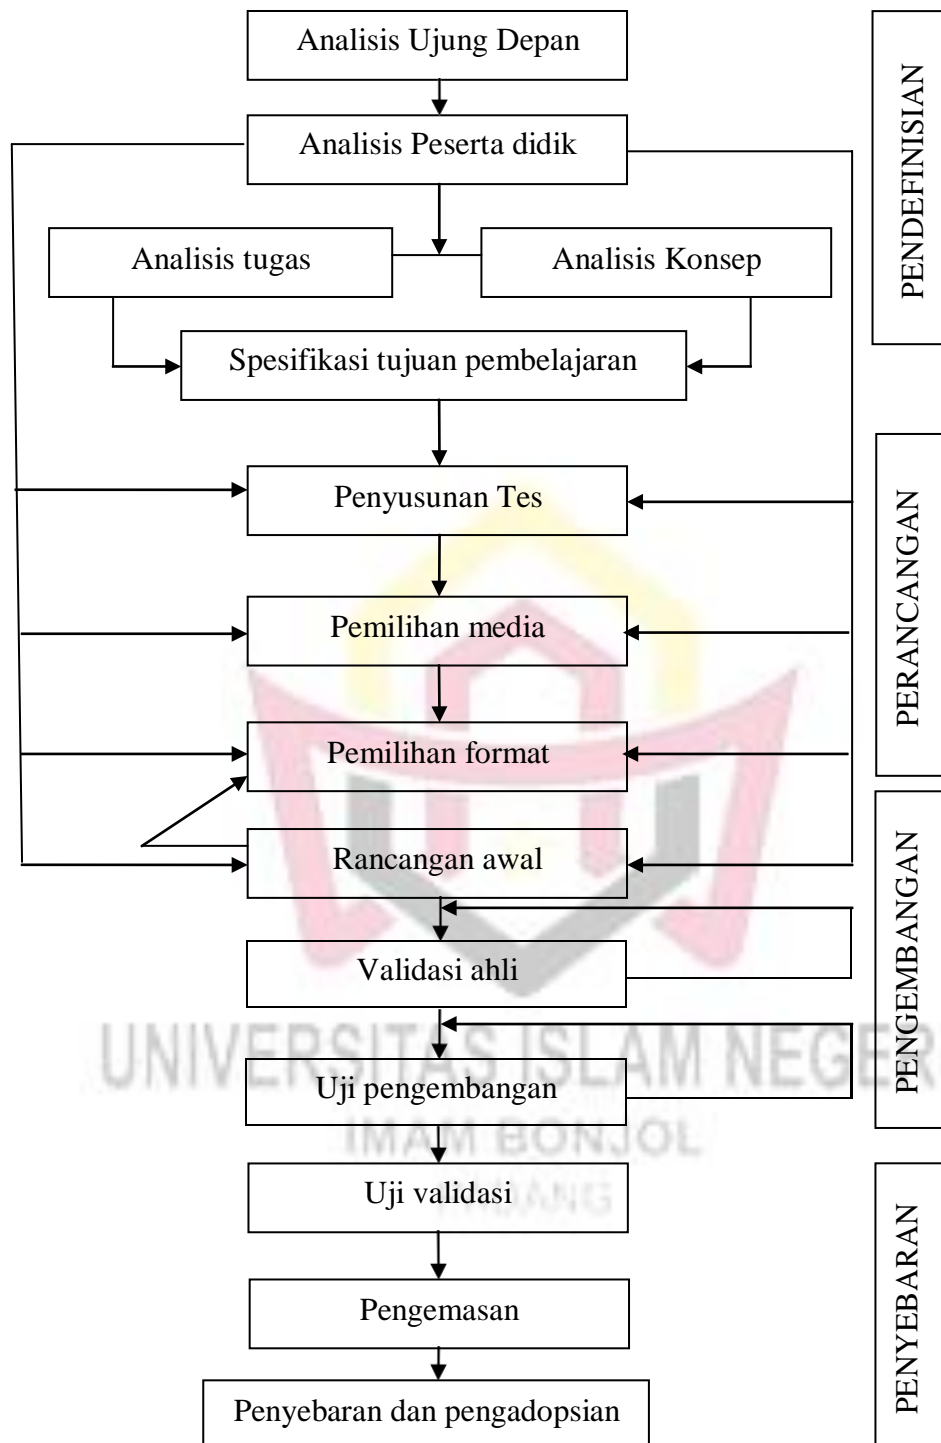 Analisis Ujung Depan
Analisis Peserta didik
Analisis tugas
Analisis Konsep
Spesifikasi tujuan pembelajaran
PENDEFINISIAN
Penyusunan Tes
Pemilihan media
Pemilihan format
PERANCANGAN
Rancangan awal
Validasi ahli
UNIVERSITAS ISLAM NEGER
Uji pengembangan
PENGEMBANGAN
IMAM BONJOL
Uji validasi
Pengemasan
Penyebaran dan pengadopsian
PENYEBARAN